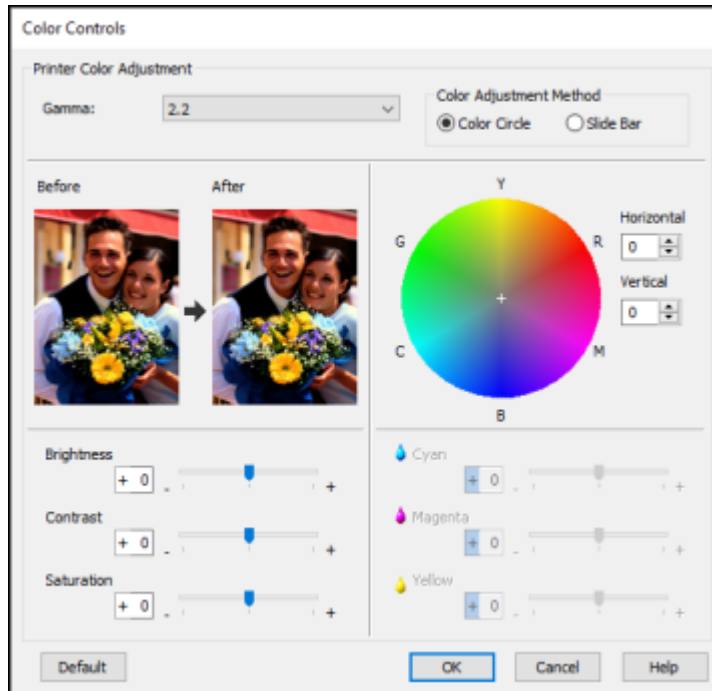 Color Controls
Printer Color Adjustment
Gamma:
2.2
Color Adjustment Method
Color Circle
Slide Bar
Before
After
Y
G
R
C
M
B
Horizontal
0
Vertical
0
Brightness
+ 0
- +
Contrast
+ 0
- +
Saturation
+ 0
- +
Cyan
+ 0
- +
Magenta
+ 0
- +
Yellow
+ 0
- +
Default
OK
Cancel
Help